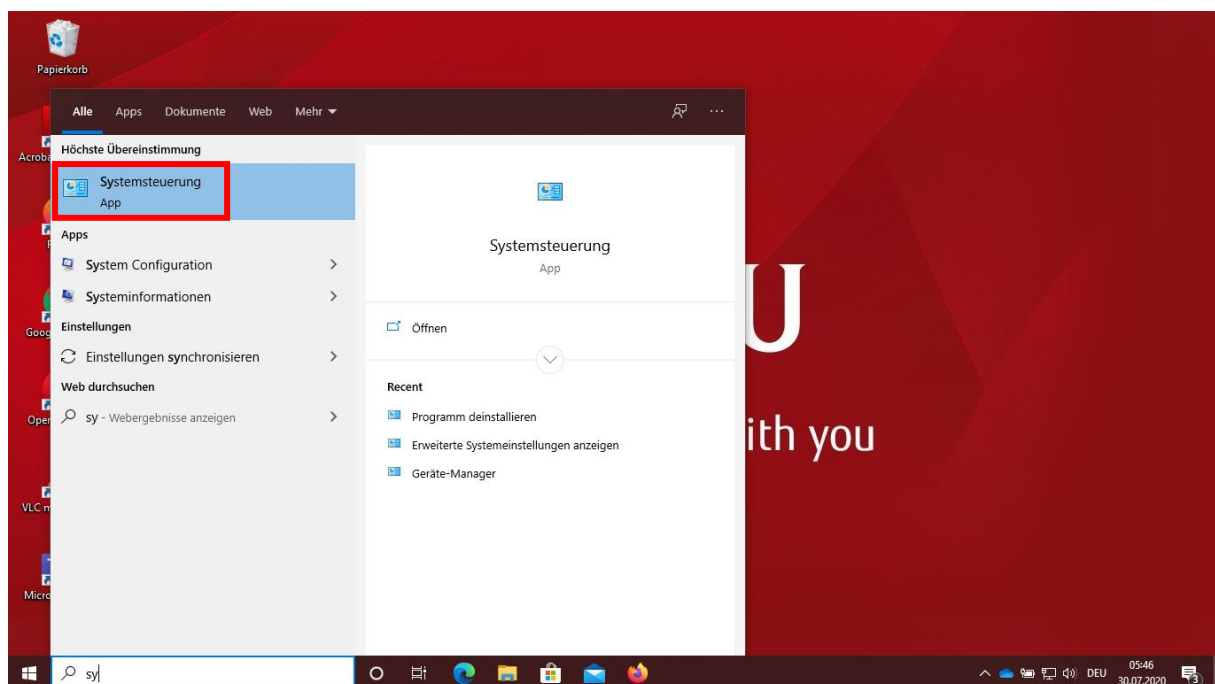 Papierkorb
Alle Apps Dokumente Web Mehr
Höchste Übereinstimmung
Systemsteuerung
App
Apps
System Configuration
Systeminformationen
Einstellungen
Einstellungen synchronisieren
Web durchsuchen
sy - Webergebnisse anzeigen
Systemsteuerung
App
Öffnen
Recent
Programm deinstallieren
Erweiterte Systemeinstellungen anzeigen
Geräte-Manager
Acroba
Goog
Oper
VLC m
Micro
U
ith you
sy
DEU
05:46
30.07.2020
3